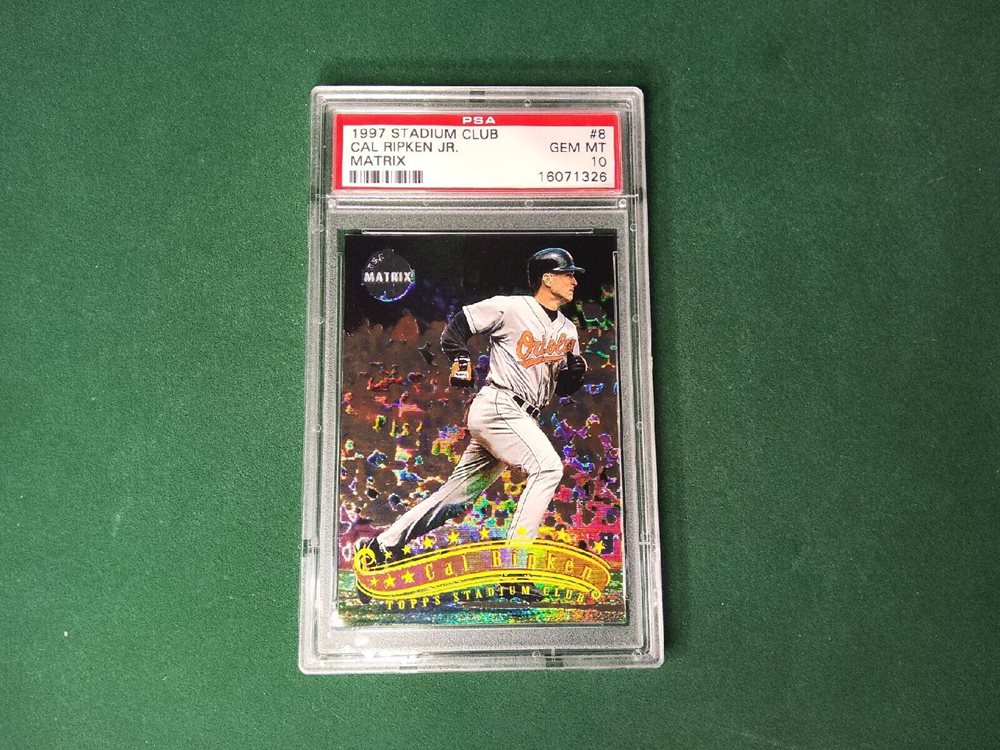 PSA
1997 STADIUM CLUB #8
CAL RIPKEN JR. GEM MT
MATRIX 10
16071326
MATRIX
Orioles
Cal Ripken
TOPPS STADIUM CLUB